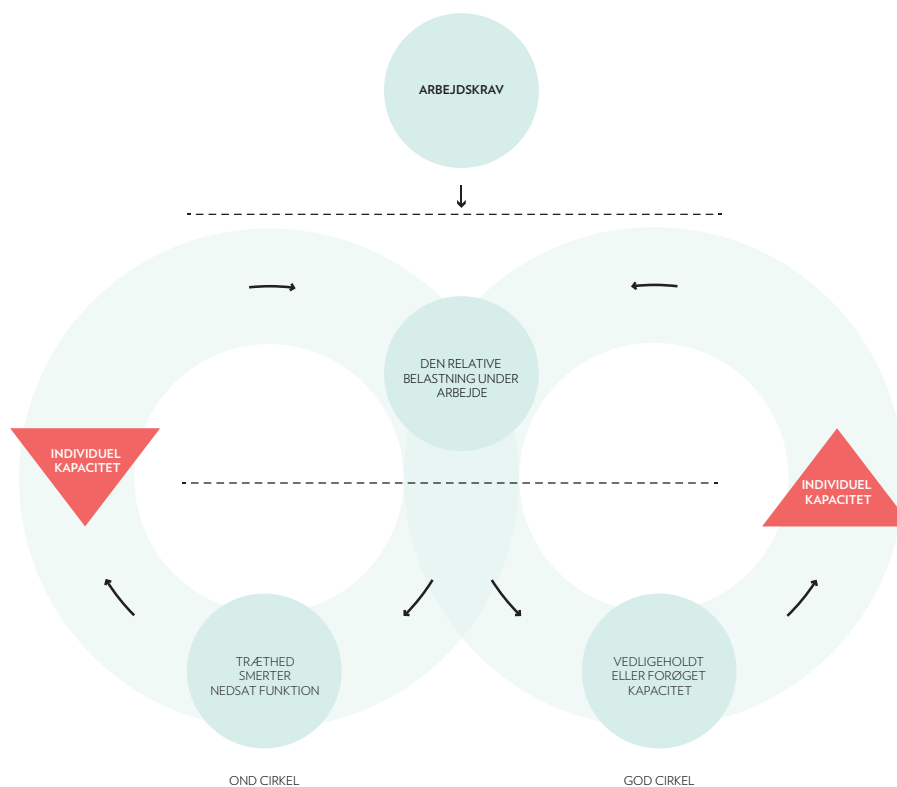 ARBEJDSKRAV
DEN RELATIVE
BELASTNING UNDER
ARBEJDE
INDIVIDUEL
KAPACITET
INDIVIDUEL
KAPACITET
TRÆTHED
SMERTER
NEDSAT FUNKTION
VEDLIGEHOLDT
ELLER FORØGET
KAPACITET
OND CIRKEL
GOD CIRKEL